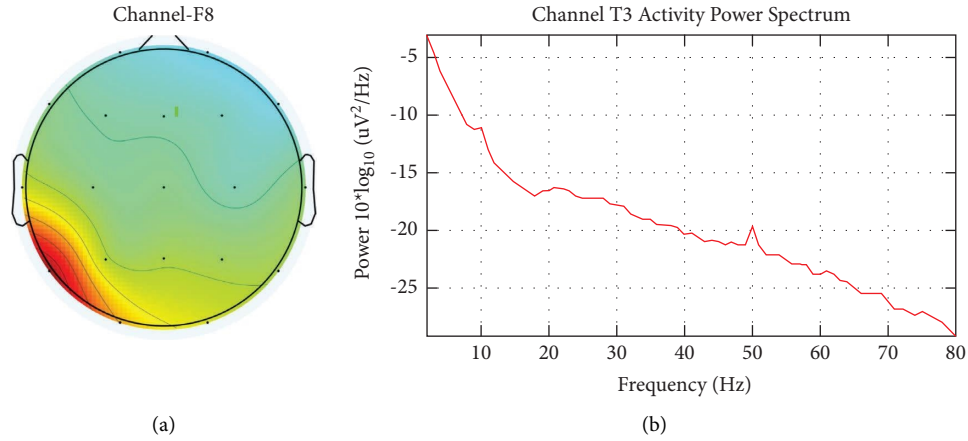 Channel-F8
(a)
Channel T3 Activity Power Spectrum
Power 10*log₁₀ (uV²/Hz)
-5
-10
-15
-20
-25
10 20 30 40 50 60 70 80
Frequency (Hz)
(b)